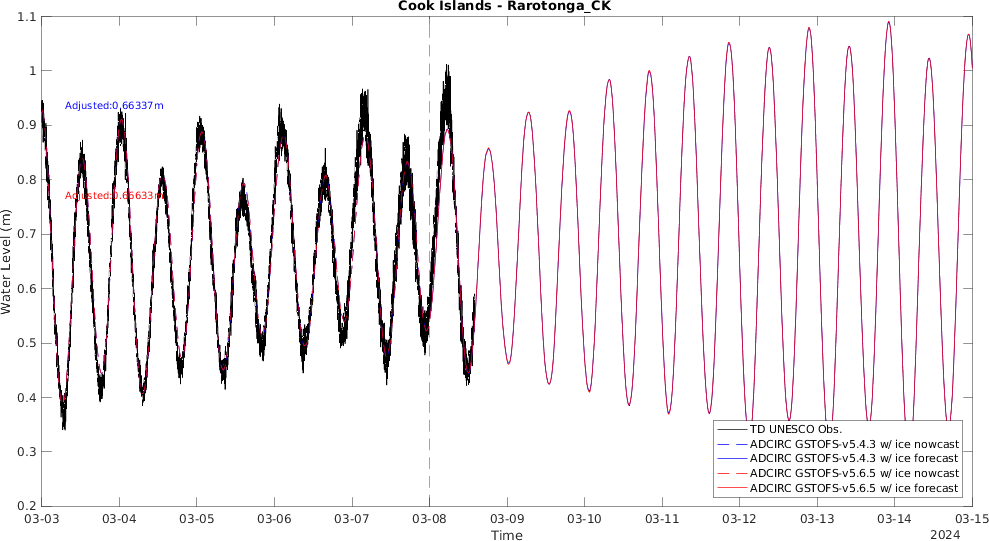 Cook Islands - Rarotonga_CK
1.1
1
0.9
0.8
0.7
0.6
0.5
0.4
0.3
0.2
Water Level (m)
Adjusted:0.66337m
Adjusted:0.66633m
TD UNESCO Obs.
ADCIRC GSTOFS-v5.4.3 w/ ice nowcast
ADCIRC GSTOFS-v5.4.3 w/ ice forecast
ADCIRC GSTOFS-v5.6.5 w/ ice nowcast
ADCIRC GSTOFS-v5.6.5 w/ ice forecast
03-03 03-04 03-05 03-06 03-07 03-08 03-09 03-10 03-11 03-12 03-13 03-14 03-15
Time
2024